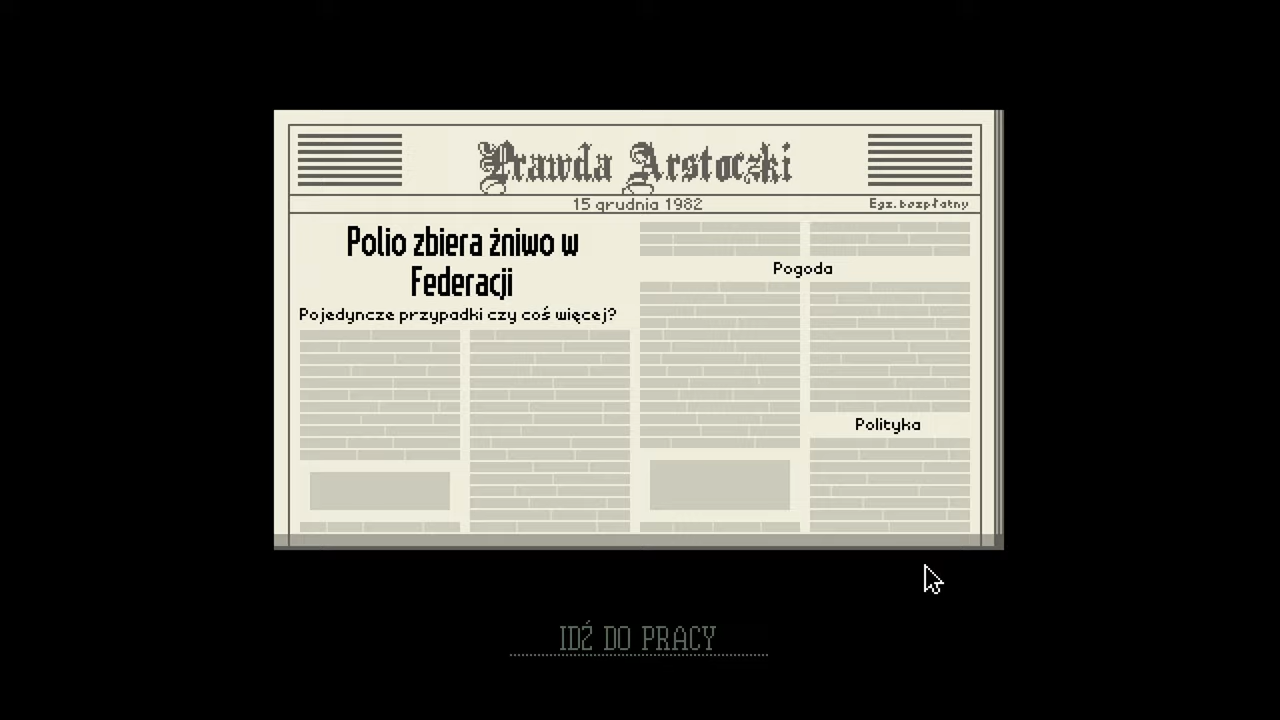 Prawda Arstoczki
15 grudnia 1982
Egz. bezpłatny
Polio zbiera żniwo w
Federacji
Pojedyncze przypadki czy coś więcej?
Pogoda
Polityka
IDŹ DO PRACY